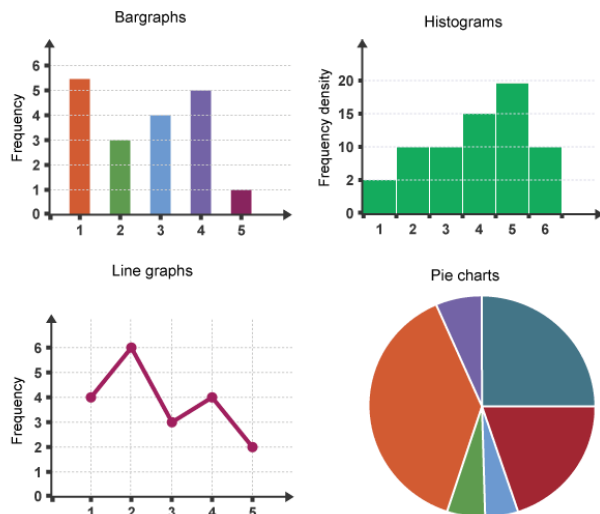 Bargraphs
Frequency
6
5
4
3
2
1
0
1 2 3 4 5
Histograms
Frequency density
20
15
10
2
0
1 2 3 4 5 6
Line graphs
Frequency
6
5
4
3
2
1
0
1 2 3 4 5
Pie charts